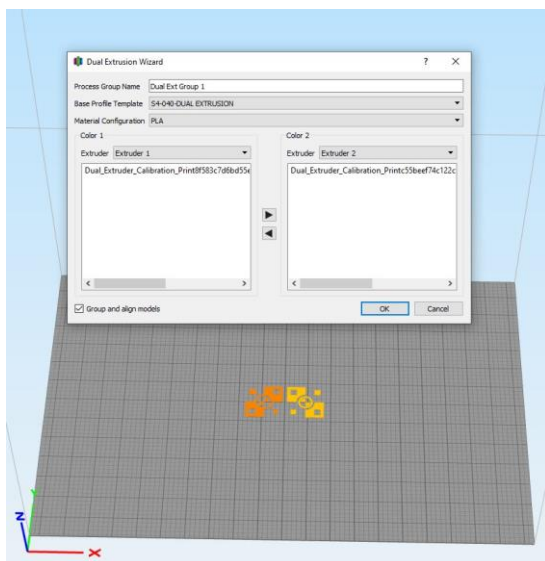 Dual Extrusion Wizard ? ×
Process Group Name Dual Ext Group 1
Base Profile Template S4-040-DUAL EXTRUSION
Material Configuration PLA
Color 1 Color 2
Extruder Extruder 1 Extruder Extruder 2
Dual_Extruder_Calibration_Print8f583c7d6bd55e Dual_Extruder_Calibration_Printc55beef74c122c
Group and align models OK Cancel
Y
Z
X